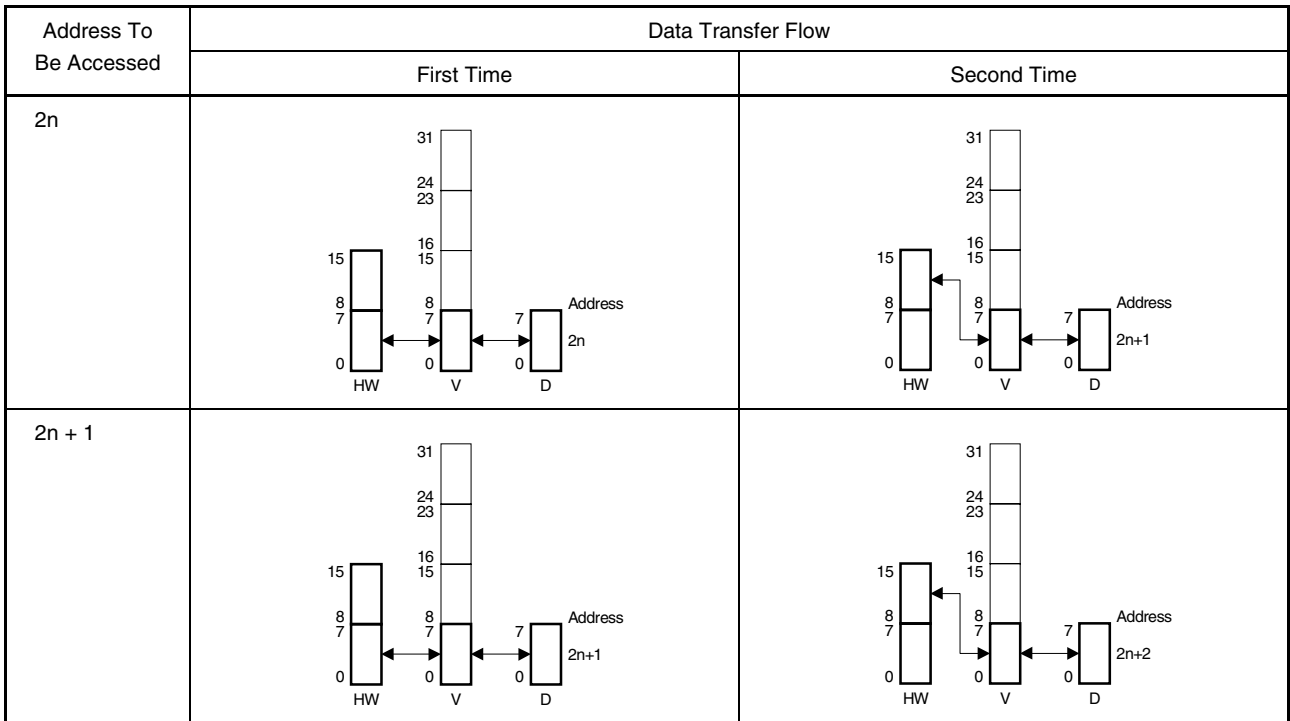 Address To
Be Accessed
Data Transfer Flow
First Time
Second Time
2n
31
24
23
16
15
15
8
8
Address
7
7
7
2n
0
0
0
HW
V
D
31
24
23
16
15
15
8
8
Address
7
7
7
2n+1
0
0
0
HW
V
D
2n + 1
31
24
23
16
15
15
8
8
Address
7
7
7
2n+1
0
0
0
HW
V
D
31
24
23
16
15
15
8
8
Address
7
7
7
2n+2
0
0
0
HW
V
D